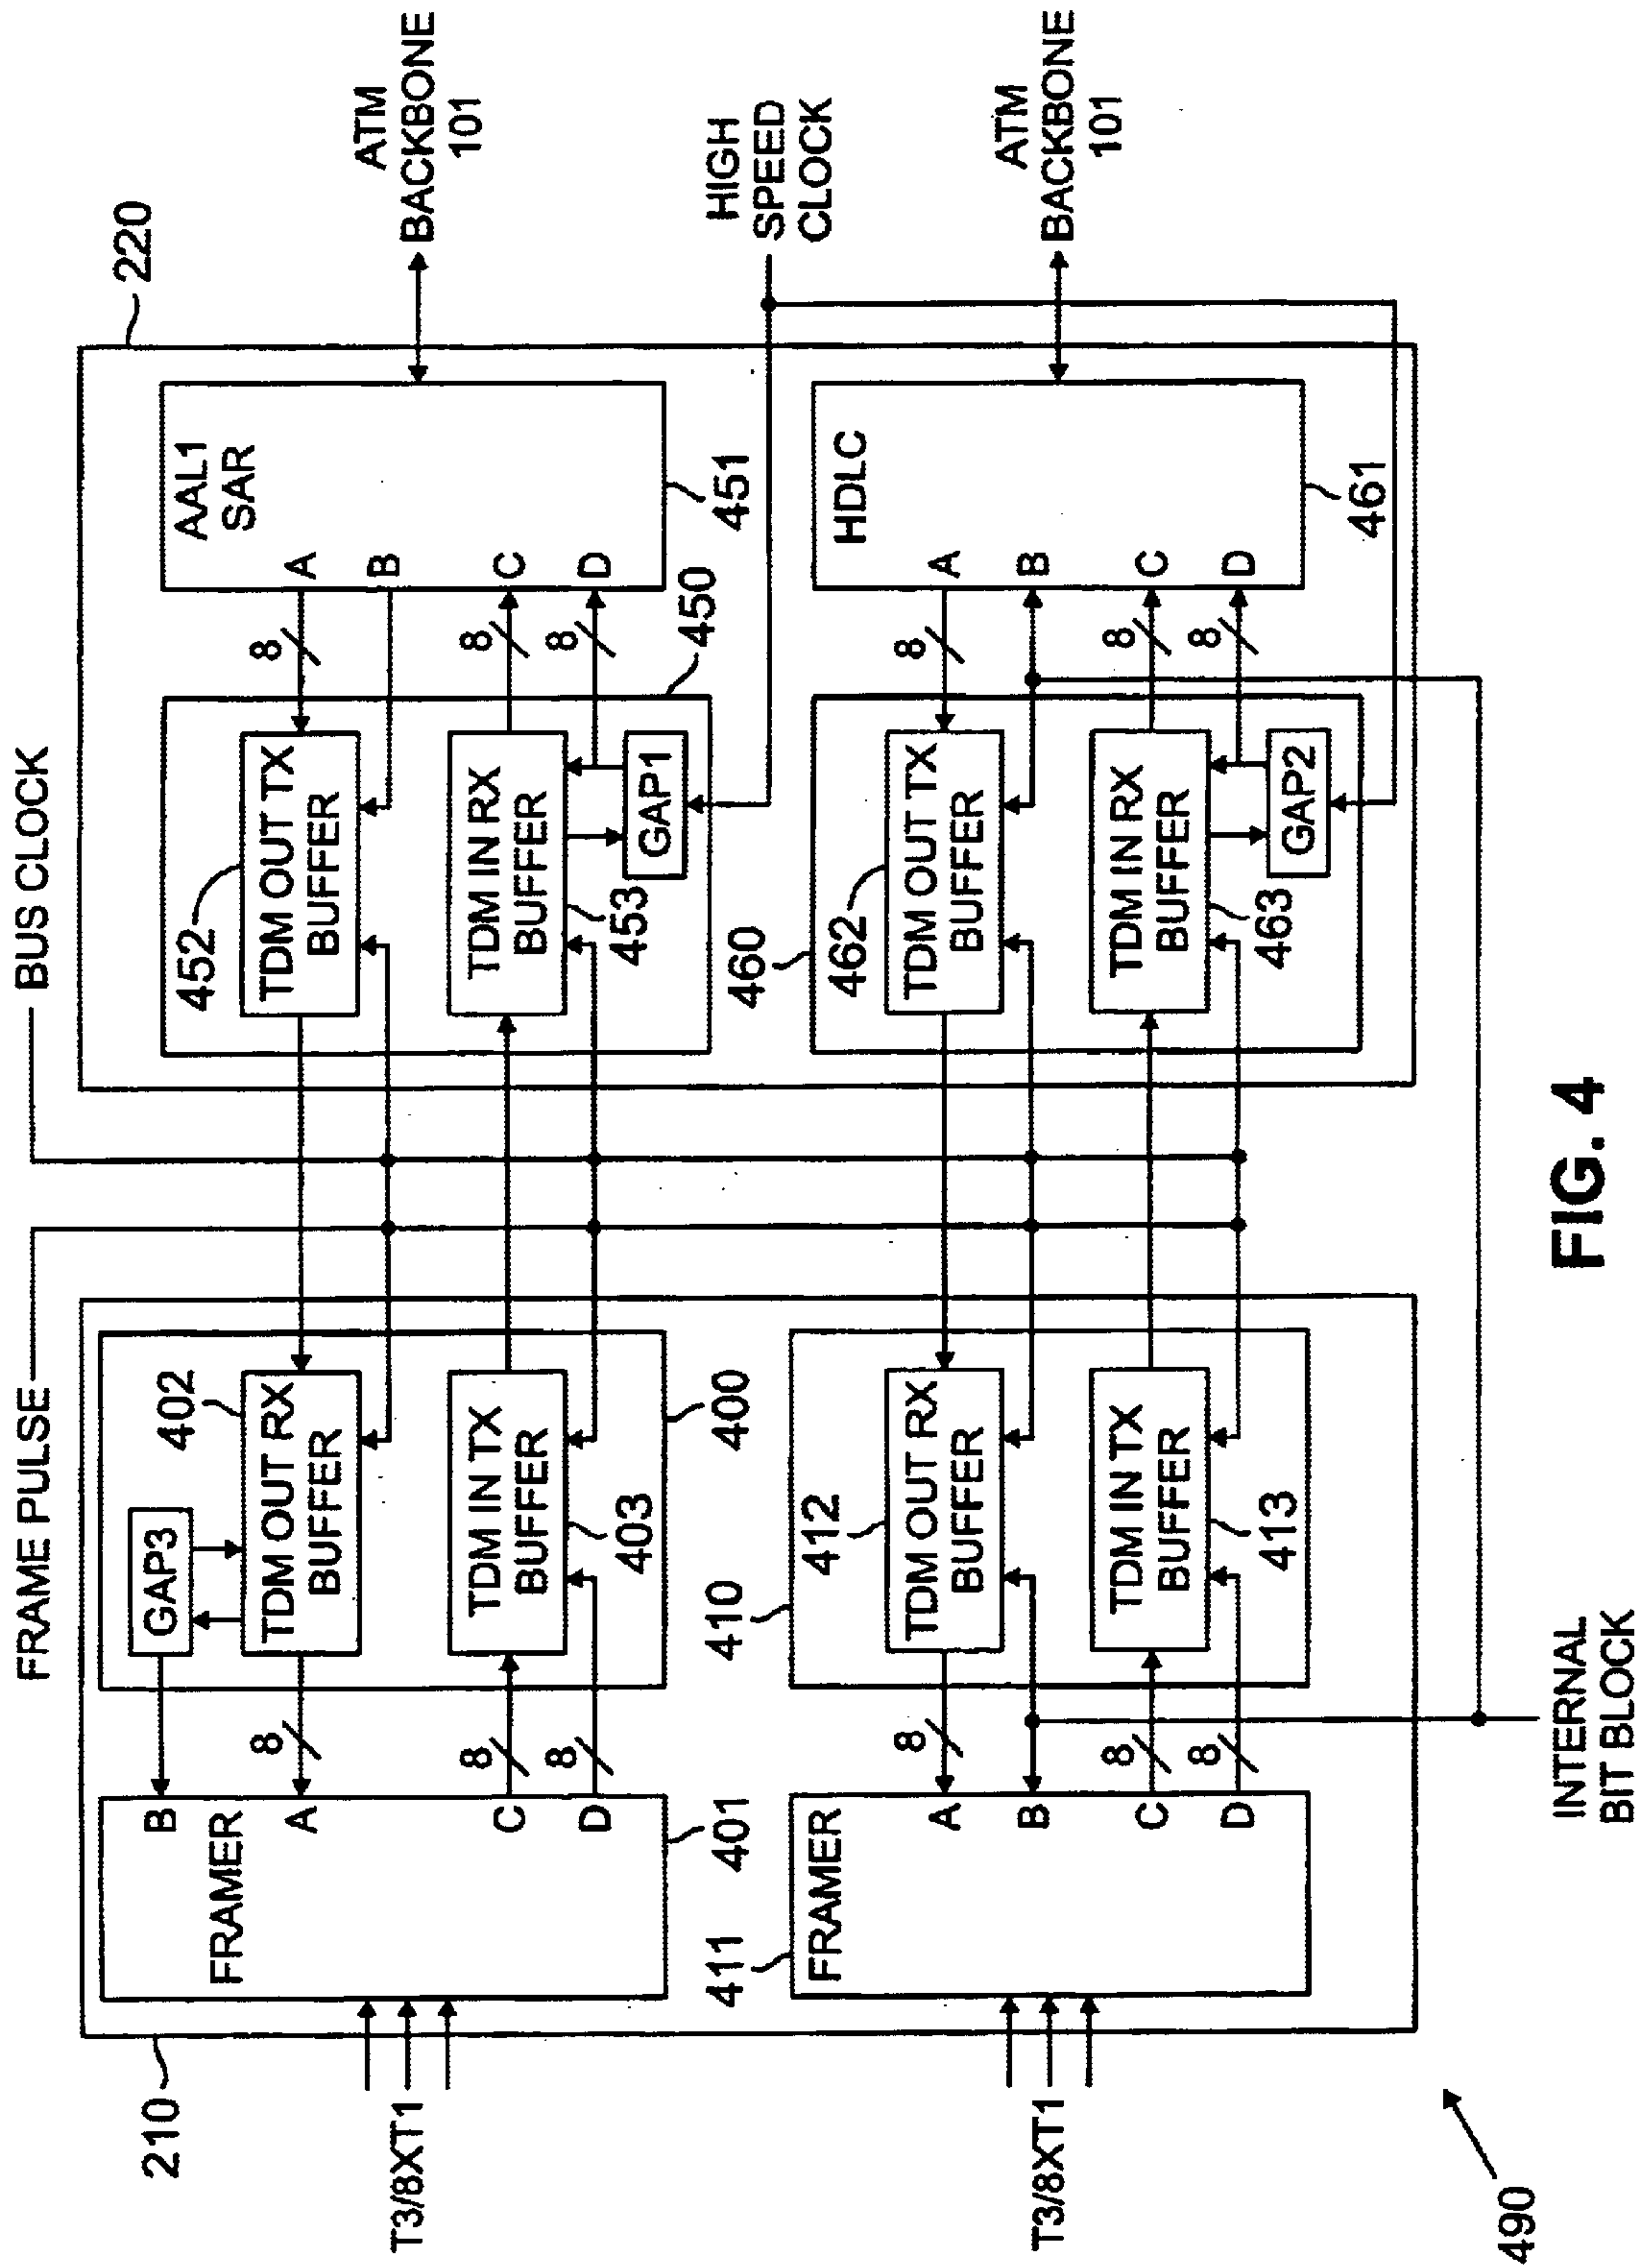 FRAME PULSE
BUS CLOCK
210
220
GAP3
402
452
B
TDM OUT RX
BUFFER
TDM OUT TX
BUFFER
8
8
A
A
AAL1
SAR
FRAMER
A
B
T3/8XT1
ATM
BACKBONE
101
8
8
C
D
TDM IN TX
BUFFER
403
TDM IN RX
BUFFER
453
GAP1
8
8
C
D
401
400
450
451
HIGH
SPEED
CLOCK
411
410
460
FRAMER
412
462
HDLC
8
A
B
TDM OUT RX
BUFFER
TDM OUT TX
BUFFER
8
A
B
T3/8XT1
ATM
BACKBONE
101
8
8
C
D
TDM IN TX
BUFFER
413
TDM IN RX
BUFFER
463
GAP2
8
8
C
D
461
490
INTERNAL
BIT BLOCK
FIG. 4